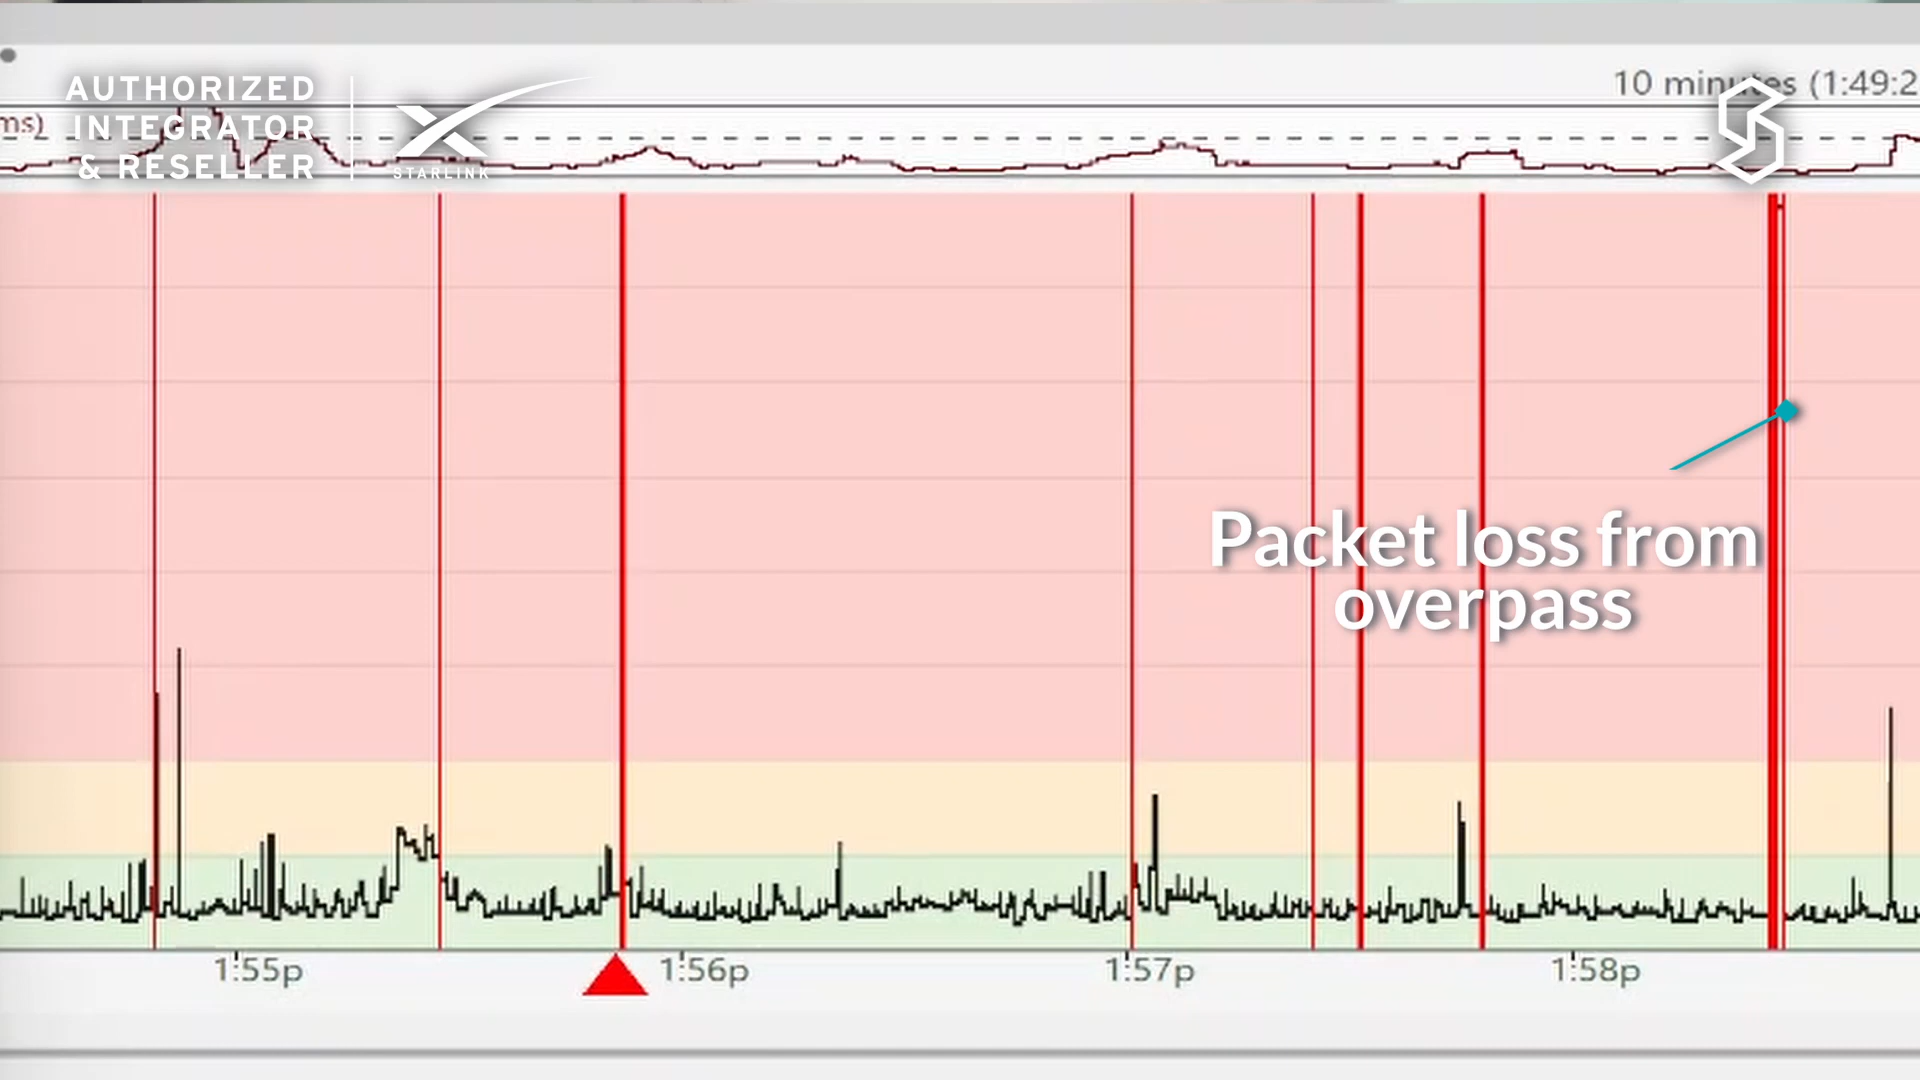 AUTHORIZED
INTEGRATOR
& RESELLER
STARLINK
10 minutes (1:49:2
ms)
Packet loss from
overpass
1:55p
1:56p
1:57p
1:58p